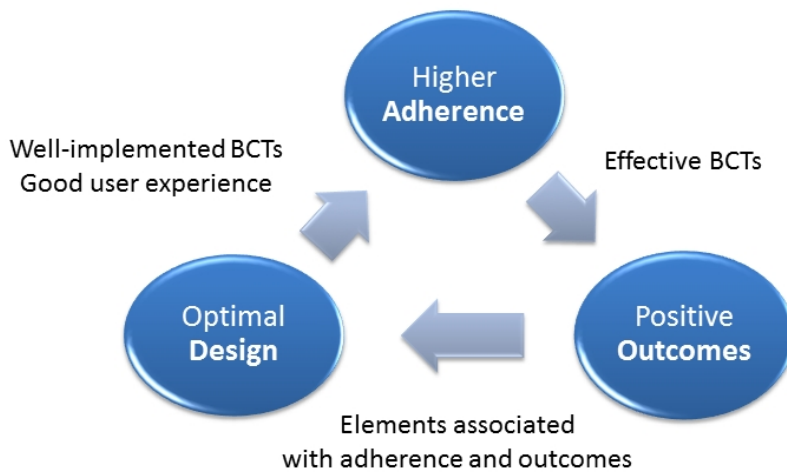 Higher
Adherence
Well-implemented BCTs
Good user experience
Effective BCTs
Optimal
Design
Positive
Outcomes
Elements associated
with adherence and outcomes